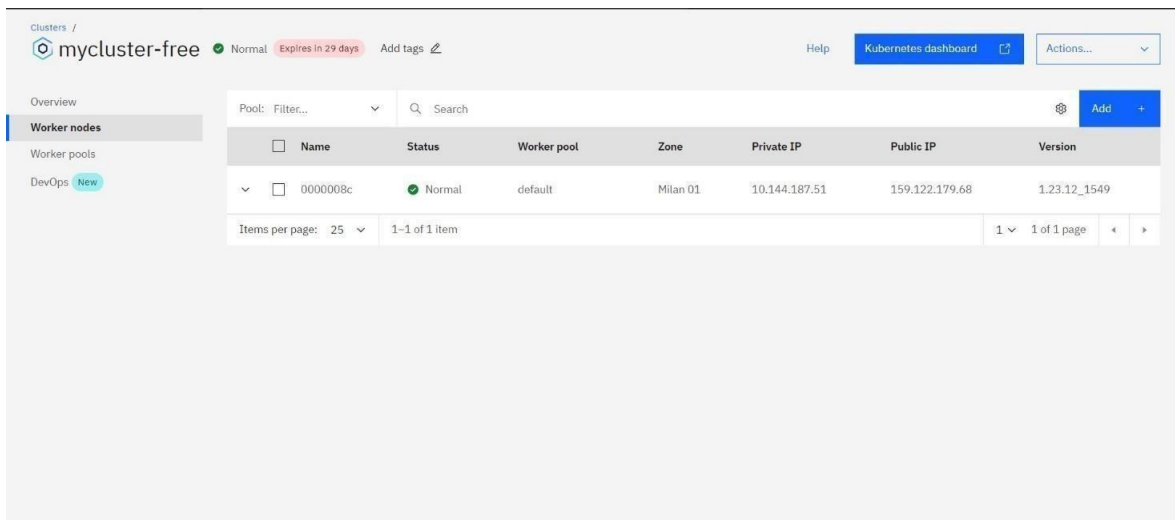 Clusters /
mycluster-free Normal Expires in 29 days Add tags Help Kubernetes dashboard Actions...
Overview
Worker nodes
Worker pools
DevOps New
Pool: Filter... Search Add +
Name Status Worker pool Zone Private IP Public IP Version
0000008c Normal default Milan 01 10.144.187.51 159.122.179.68 1.23.12_1549
Items per page: 25 1–1 of 1 item 1 1 of 1 page